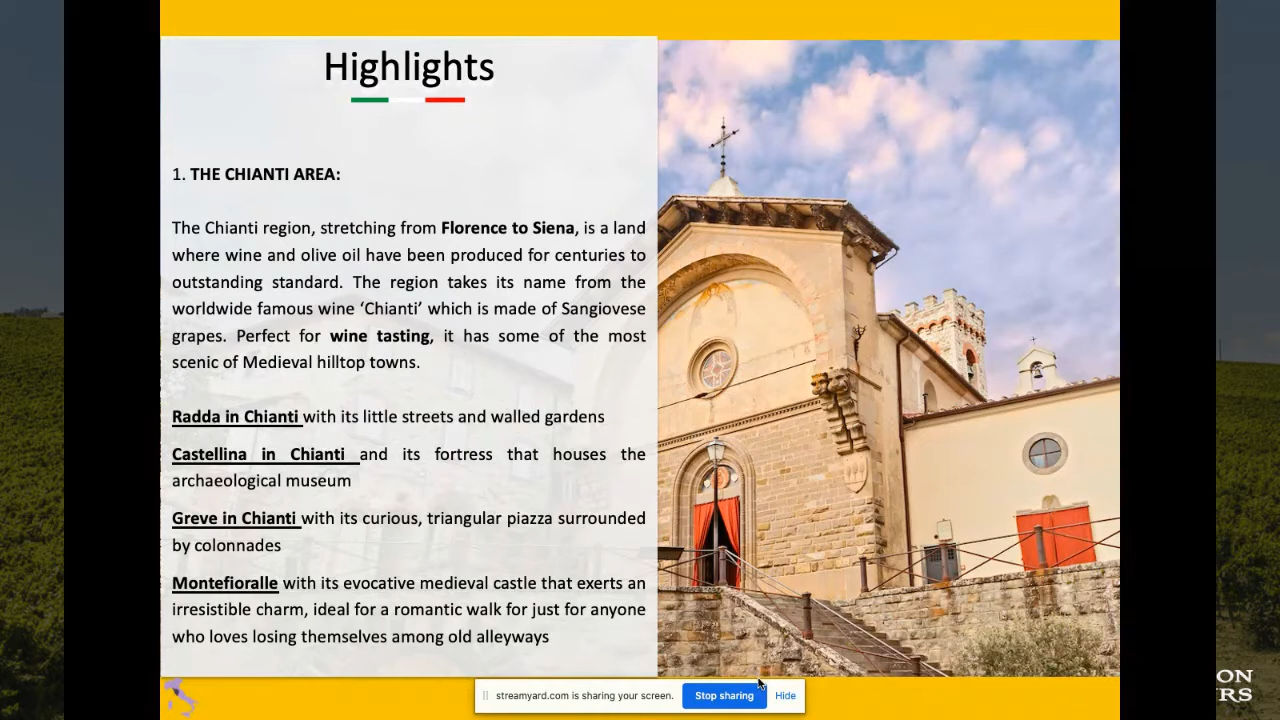 Highlights
1. THE CHIANTI AREA:
The Chianti region, stretching from Florence to Siena, is a land
where wine and olive oil have been produced for centuries to
outstanding standard. The region takes its name from the
worldwide famous wine ‘Chianti’ which is made of Sangiovese
grapes. Perfect for wine tasting, it has some of the most
scenic of Medieval hilltop towns.
Radda in Chianti with its little streets and walled gardens
Castellina in Chianti and its fortress that houses the
archaeological museum
Greve in Chianti with its curious, triangular piazza surrounded
by colonnades
Montefioralle with its evocative medieval castle that exerts an
irresistible charm, ideal for a romantic walk for just for anyone
who loves losing themselves among old alleyways
streamyard.com is sharing your screen.
Stop sharing
Hide
ON
RS